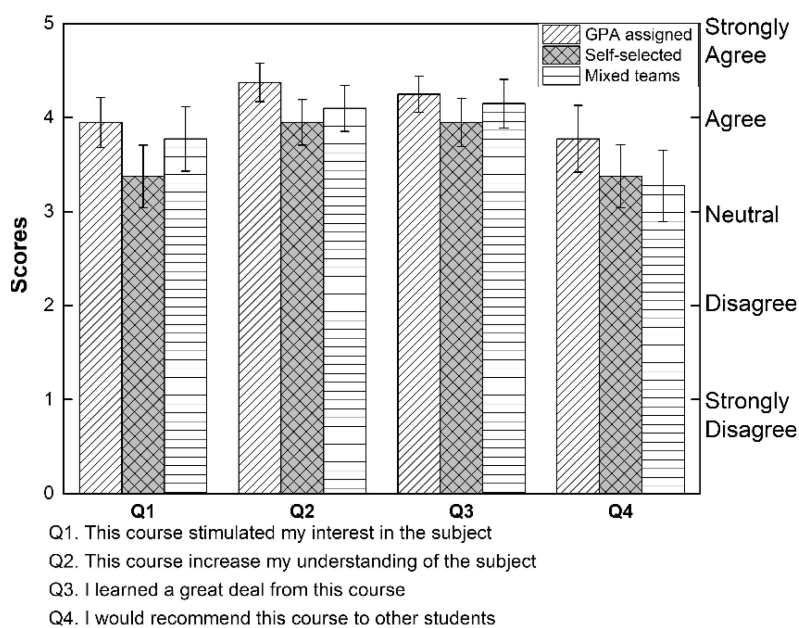 5
4
3
2
1
0
Scores
GPA assigned
Self-selected
Mixed teams
Strongly
Agree
Agree
Neutral
Disagree
Strongly
Disagree
Q1 Q2 Q3 Q4
Q1. This course stimulated my interest in the subject
Q2. This course increase my understanding of the subject
Q3. I learned a great deal from this course
Q4. I would recommend this course to other students